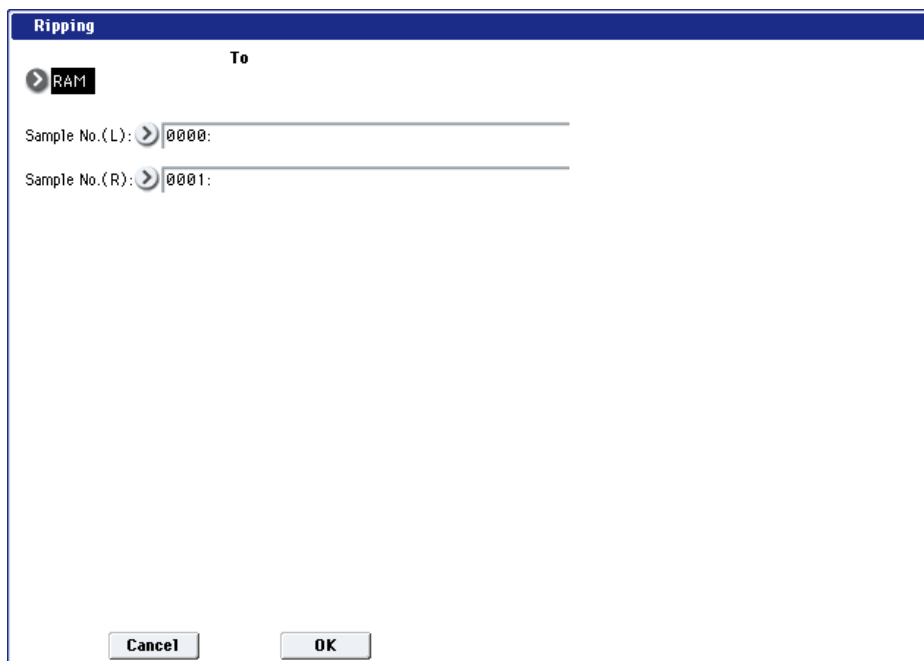 Ripping
To
RAM
Sample No.(L): 0000:
Sample No.(R): 0001:
Cancel OK